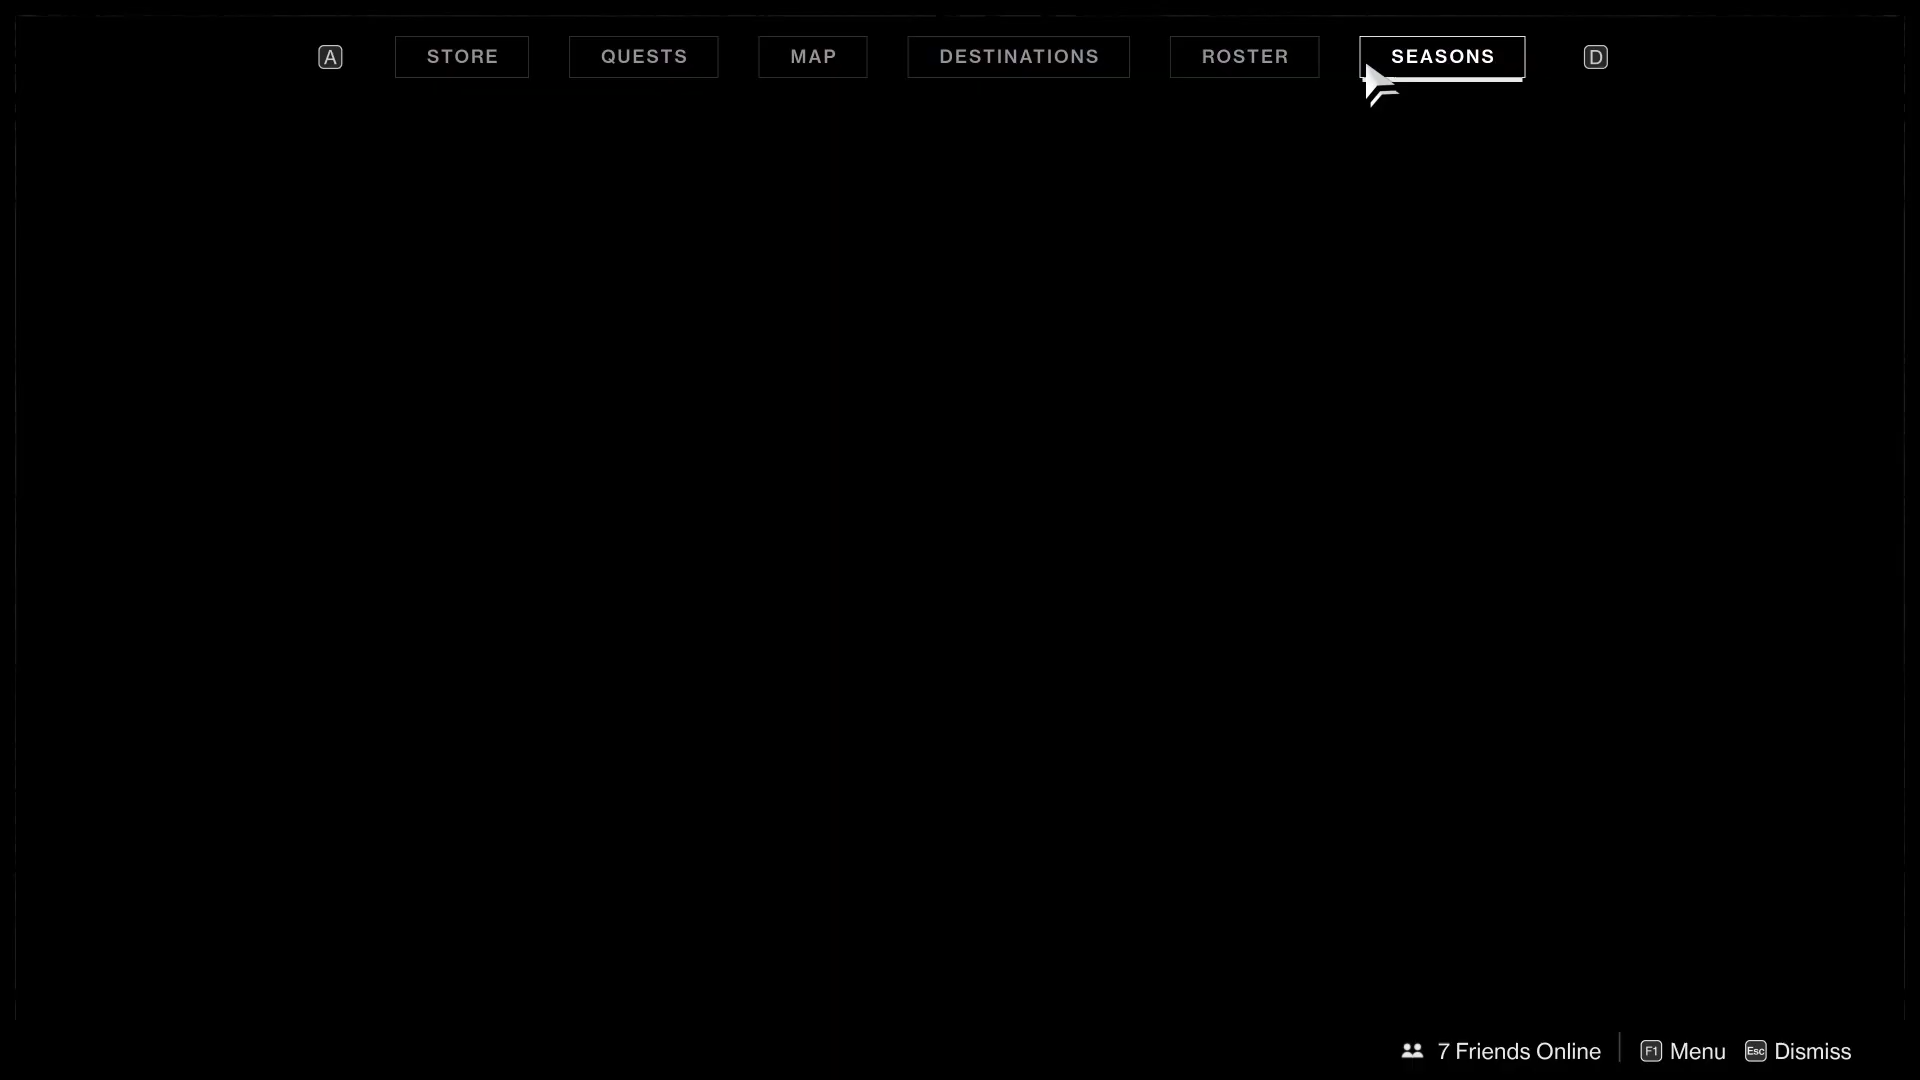 A STORE QUESTS MAP DESTINATIONS ROSTER SEASONS D
7 Friends Online F1 Menu Esc Dismiss